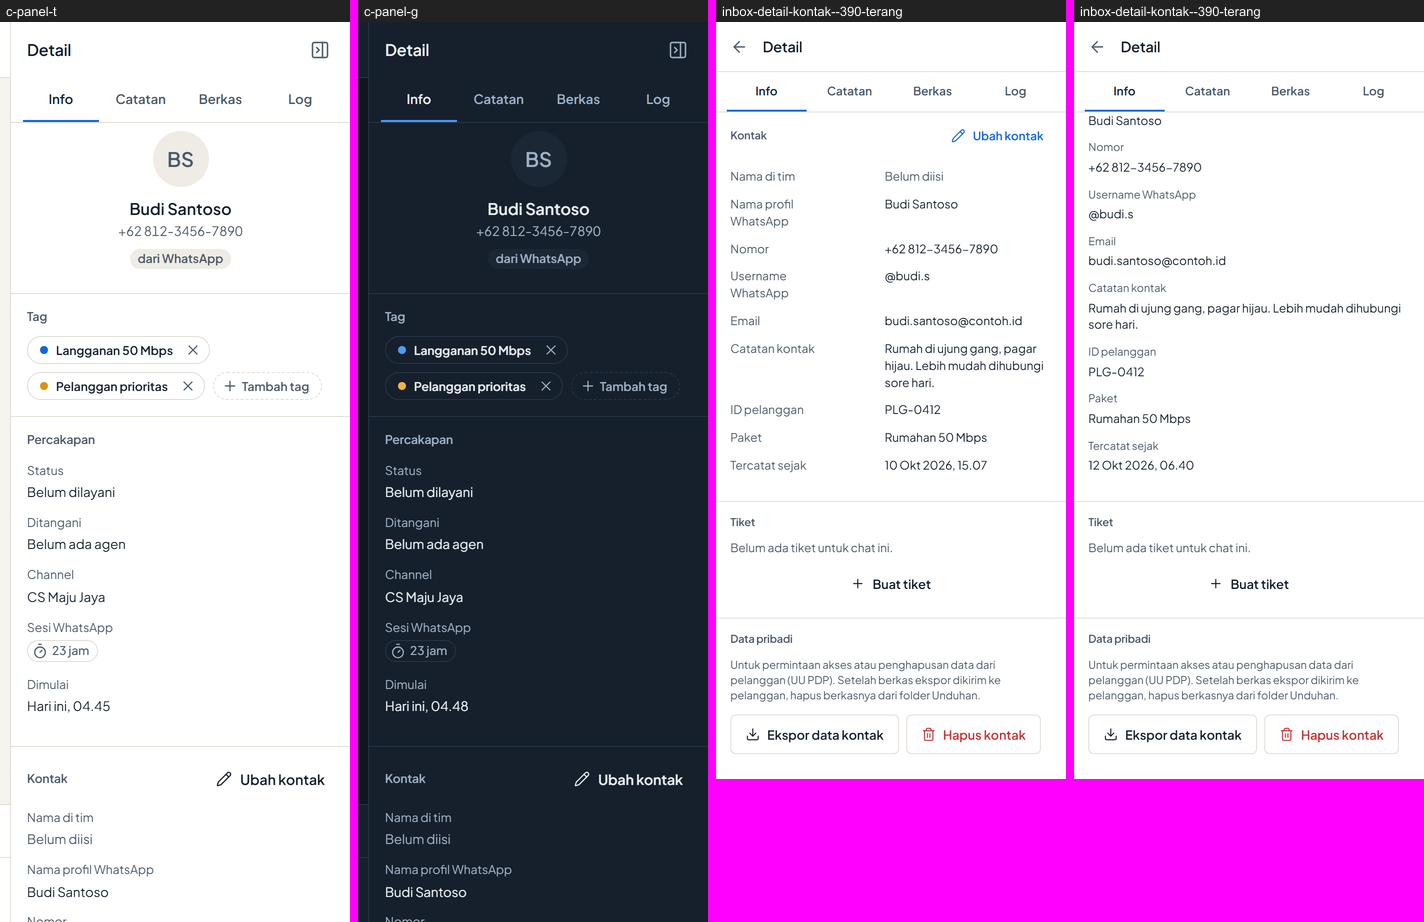 c-panel-t
Detail
Info Catatan Berkas Log
BS
Budi Santoso
+62 812-3456-7890
dari WhatsApp
Tag
Langganan 50 Mbps
Pelanggan prioritas
Tambah tag
Percakapan
Status
Belum dilayani
Ditangani
Belum ada agen
Channel
CS Maju Jaya
Sesi WhatsApp
23 jam
Dimulai
Hari ini, 04.45
Kontak
Ubah kontak
Nama di tim
Belum diisi
Nama profil WhatsApp
Budi Santoso
Nomor
c-panel-g
Detail
Info Catatan Berkas Log
BS
Budi Santoso
+62 812-3456-7890
dari WhatsApp
Tag
Langganan 50 Mbps
Pelanggan prioritas
Tambah tag
Percakapan
Status
Belum dilayani
Ditangani
Belum ada agen
Channel
CS Maju Jaya
Sesi WhatsApp
23 jam
Dimulai
Hari ini, 04.48
Kontak
Ubah kontak
Nama di tim
Belum diisi
Nama profil WhatsApp
Budi Santoso
Nomor
inbox-detail-kontak--390-terang
Detail
Info Catatan Berkas Log
Kontak
Ubah kontak
Nama di tim Belum diisi
Nama profil Budi Santoso
WhatsApp
Nomor +62 812-3456-7890
Username @budi.s
WhatsApp
Email budi.santoso@contoh.id
Catatan kontak Rumah di ujung gang, pagar
hijau. Lebih mudah dihubungi
sore hari.
ID pelanggan PLG-0412
Paket Rumahan 50 Mbps
Tercatat sejak 10 Okt 2026, 15.07
Tiket
Belum ada tiket untuk chat ini.
Buat tiket
Data pribadi
Untuk permintaan akses atau penghapusan data dari
pelanggan (UU PDP). Setelah berkas ekspor dikirim ke
pelanggan, hapus berkasnya dari folder Unduhan.
Ekspor data kontak
Hapus kontak
inbox-detail-kontak--390-terang
Detail
Info Catatan Berkas Log
Budi Santoso
Nomor
+62 812-3456-7890
Username WhatsApp
@budi.s
Email
budi.santoso@contoh.id
Catatan kontak
Rumah di ujung gang, pagar hijau. Lebih mudah dihubungi
sore hari.
ID pelanggan
PLG-0412
Paket
Rumahan 50 Mbps
Tercatat sejak
12 Okt 2026, 06.40
Tiket
Belum ada tiket untuk chat ini.
Buat tiket
Data pribadi
Untuk permintaan akses atau penghapusan data dari
pelanggan (UU PDP). Setelah berkas ekspor dikirim ke
pelanggan, hapus berkasnya dari folder Unduhan.
Ekspor data kontak
Hapus kontak